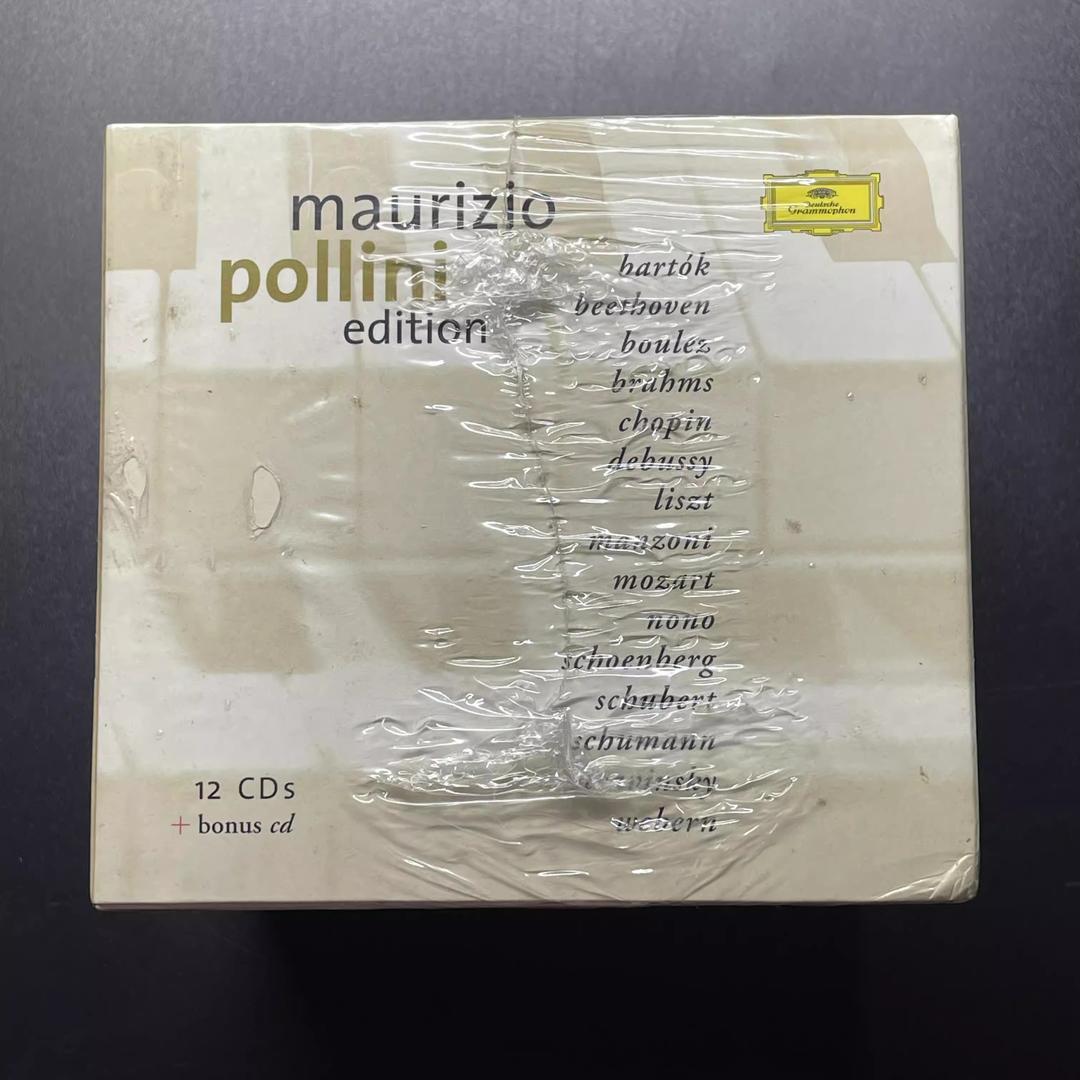 maurizio
pollini
edition
Deutsche
Grammophon
bartók
beethoven
boulez
brahms
chopin
debussy
liszt
manzoni
mozart
nono
schoenberg
schubert
schumann
webern
12 CDs
+ bonus cd